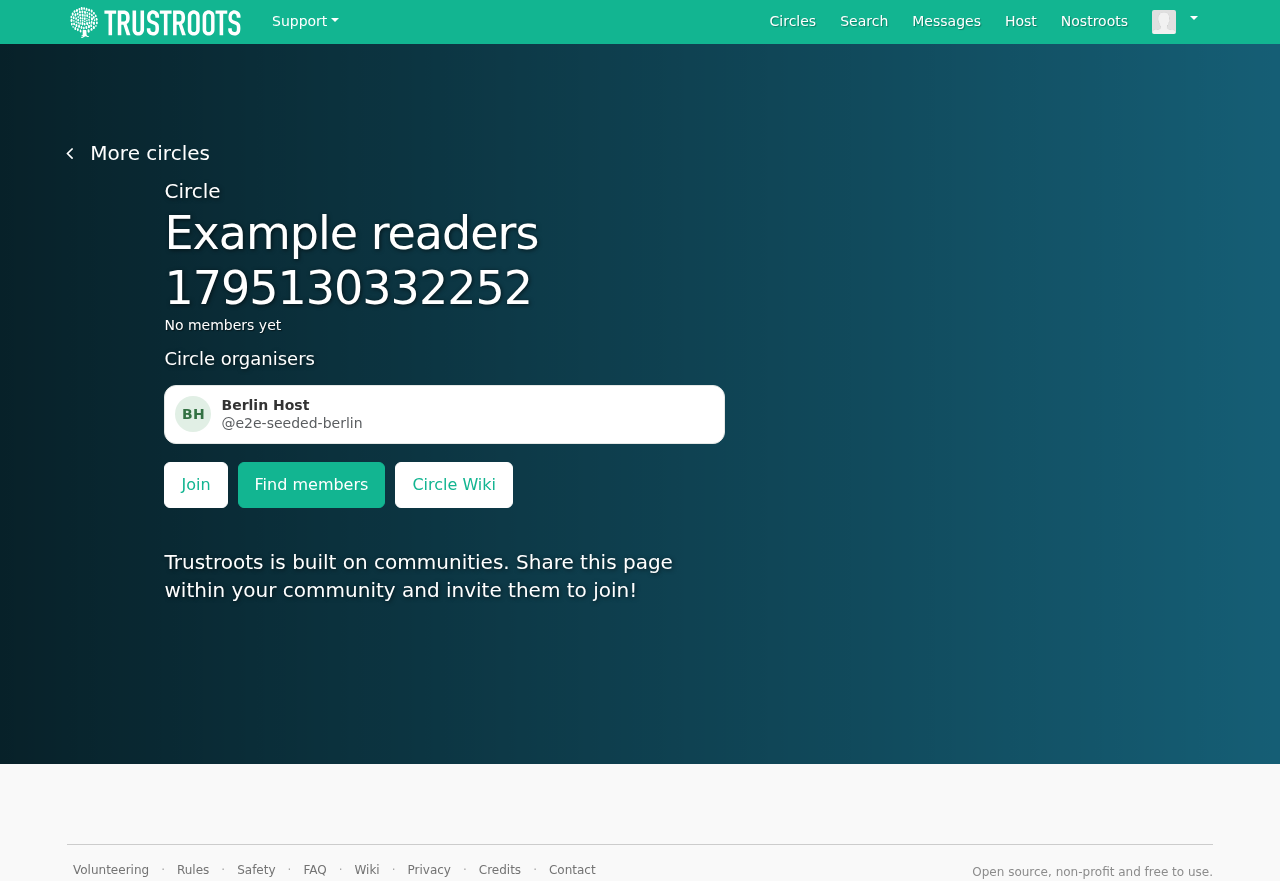 TRUSTROOTS Support Circles Search Messages Host Nostroots
More circles
Circle
Example readers
1795130332252
No members yet
Circle organisers
BH Berlin Host
@e2e-seeded-berlin
Join Find members Circle Wiki
Trustroots is built on communities. Share this page
within your community and invite them to join!
Volunteering · Rules · Safety · FAQ · Wiki · Privacy · Credits · Contact Open source, non-profit and free to use.